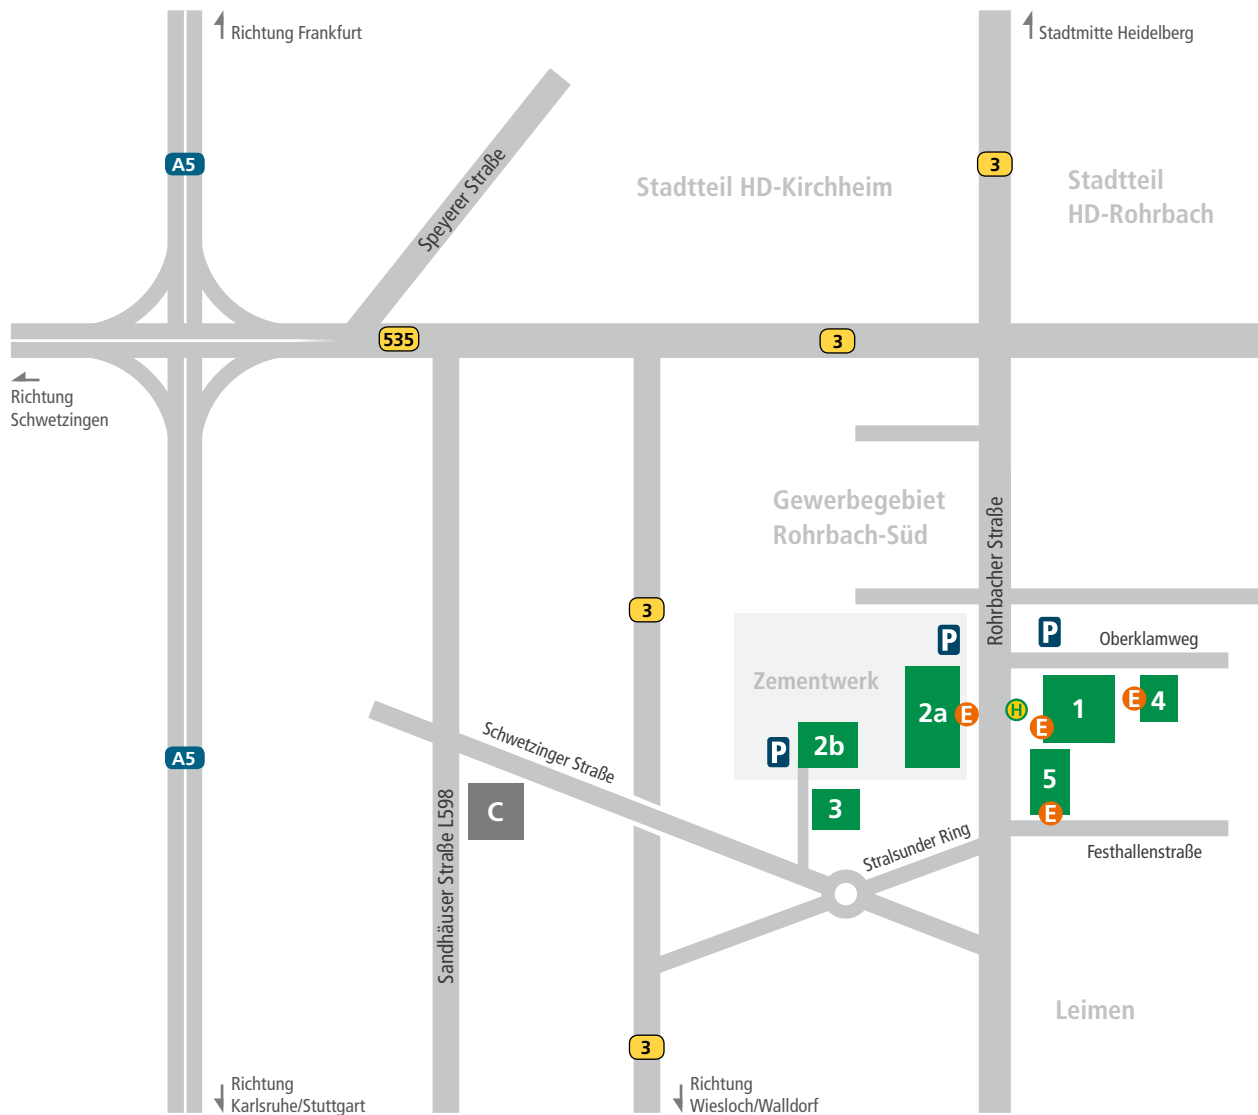 Richtung Frankfurt
Stadtmitte Heidelberg
A5
Speyerer Straße
Stadtteil HD-Kirchheim
3
Stadtteil
HD-Rohrbach
535
3
Richtung
Schwetzingen
Gewerbegebiet
Rohrbach-Süd
Rohrbacher Straße
3
P
P
Oberklamweg
Zementwerk
2a
E
H
E
1
E
4
Schwetzinger Straße
A5
P
2b
5
E
C
3
Sandhäuser Straße L598
Stralsunder Ring
Festhallenstraße
Leimen
3
Richtung
Karlsruhe/Stuttgart
Richtung
Wiesloch/Walldorf